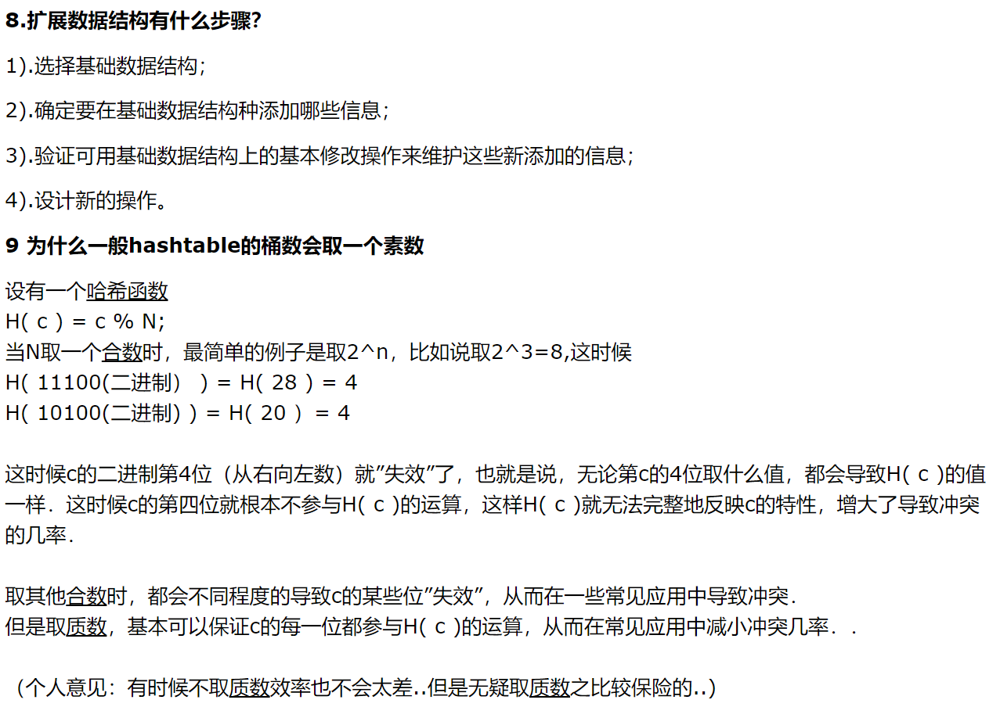 8.扩展数据结构有什么步骤？
1).选择基础数据结构；
2).确定要在基础数据结构种添加哪些信息；
3).验证可用基础数据结构上的基本修改操作来维护这些新添加的信息；
4).设计新的操作。
9 为什么一般hashtable的桶数会取一个素数
设有一个哈希函数
H( c ) = c % N;
当N取一个合数时，最简单的例子是取2^n，比如说取2^3=8,这时候
H( 11100(二进制） ) = H( 28 ) = 4
H( 10100(二进制) ) = H( 20 ） = 4
这时候c的二进制第4位（从右向左数）就”失效”了，也就是说，无论第c的4位取什么值，都会导致H( c )的值
一样．这时候c的第四位就根本不参与H( c )的运算，这样H( c )就无法完整地反映c的特性，增大了导致冲突
的几率．
取其他合数时，都会不同程度的导致c的某些位”失效”，从而在一些常见应用中导致冲突．
但是取质数，基本可以保证c的每一位都参与H( c )的运算，从而在常见应用中减小冲突几率．．
（个人意见：有时候不取质数效率也不会太差..但是无疑取质数之比较保险的..）